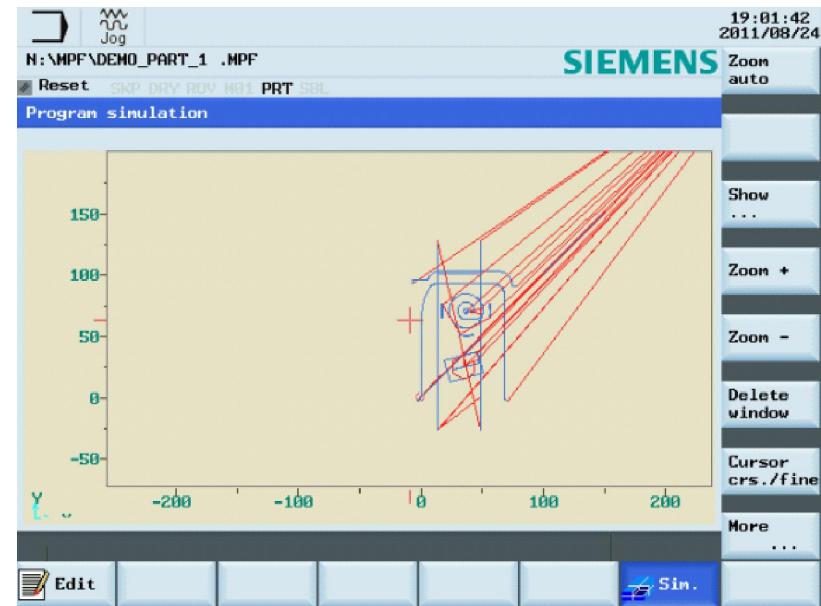 19:01:42
Jog
2011/08/24
N:\MPF\DEMO_PART_1 .MPF
SIEMENS
Zoom
auto
Reset SKP DRY ROV M01 PRT SBL
Program simulation
Show
...
150
100
Zoom +
50
Zoom -
0
Delete
window
-50
Cursor
crs./fine
Y
-200 -100 0 100 200
More
...
Edit
Sim.